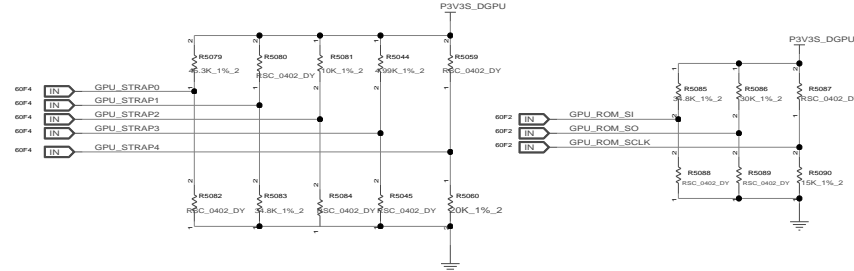 P3V3S_DGPU
R5079
45.3K_1%_2
R5080
RSC_0402_DY
R5081
10K_1%_2
R5044
4.99K_1%_2
R5059
RSC_0402_DY
60F4 IN GPU_STRAP0
60F4 IN GPU_STRAP1
60F4 IN GPU_STRAP2
60F4 IN GPU_STRAP3
60F4 IN GPU_STRAP4
R5082
RSC_0402_DY
R5083
34.8K_1%_2
R5084
RSC_0402_DY
R5045
RSC_0402_DY
R5060
20K_1%_2
P3V3S_DGPU
R5085
34.8K_1%_2
R5086
30K_1%_2
R5087
RSC_0402_D
60F2 IN GPU_ROM_SI
60F2 IN GPU_ROM_SO
60F2 IN GPU_ROM_SCLK
R5088
RSC_0402_DY
R5089
RSC_0402_DY
R5090
15K_1%_2